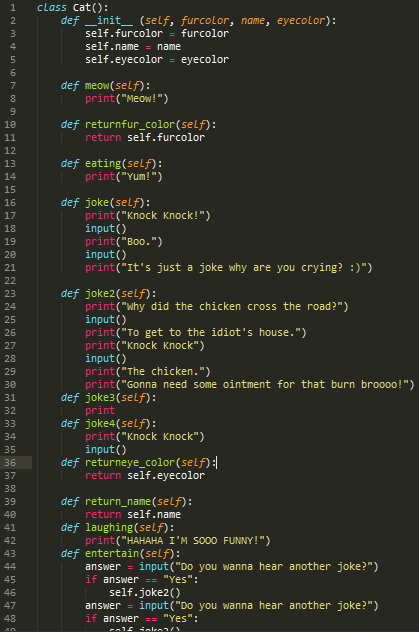 1 class Cat():
2 def __init__ (self, furcolor, name, eyecolor):
3 self.furcolor = furcolor
4 self.name = name
5 self.eyecolor = eyecolor
6
7 def meow(self):
8 print("Meow!")
9
10 def returnfur_color(self):
11 return self.furcolor
12
13 def eating(self):
14 print("Yum!")
15
16 def joke(self):
17 print("Knock Knock!")
18 input()
19 print("Boo.")
20 input()
21 print("It's just a joke why are you crying? :)")
22
23 def joke2(self):
24 print("Why did the chicken cross the road?")
25 input()
26 print("To get to the idiot's house.")
27 print("Knock Knock")
28 input()
29 print("The chicken.")
30 print("Gonna need some ointment for that burn broooo!")
31 def joke3(self):
32 print
33 def joke4(self):
34 print("Knock Knock")
35 input()
36 def returneye_color(self):
37 return self.eyecolor
38
39 def return_name(self):
40 return self.name
41 def laughing(self):
42 print("HAHAHA I'M SOOO FUNNY!")
43 def entertain(self):
44 answer = input("Do you wanna hear another joke?")
45 if answer == "Yes":
46 self.joke2()
47 answer = input("Do you wanna hear another joke?")
48 if answer == "Yes":